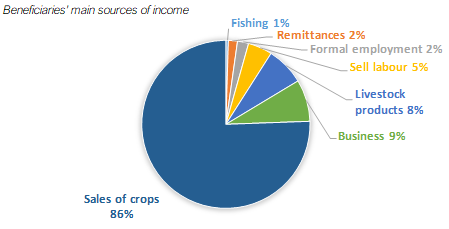 Beneficiaries' main sources of income
Fishing 1%
Remittances 2%
Formal employment 2%
Sell labour 5%
Livestock
products 8%
Business 9%
Sales of crops
86%